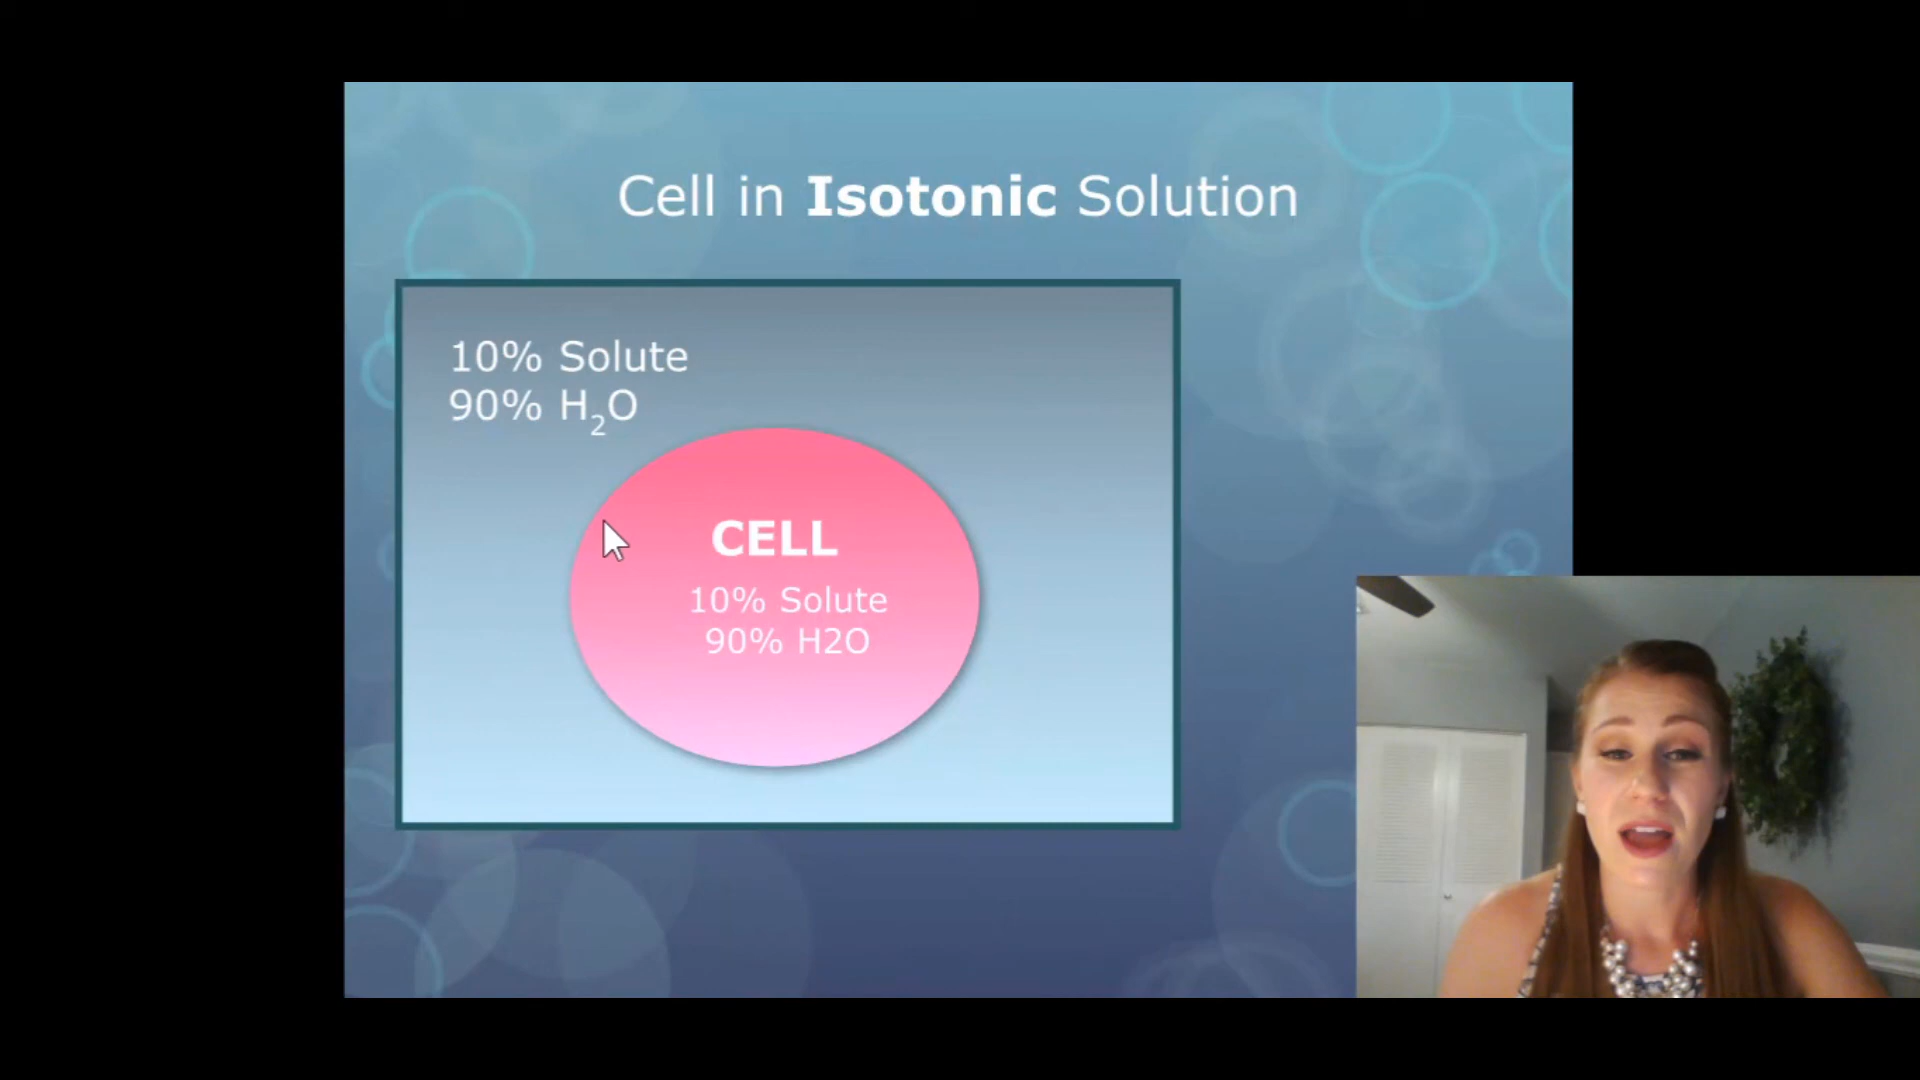 Cell in Isotonic Solution
10% Solute
90% H₂O
CELL
10% Solute
90% H2O